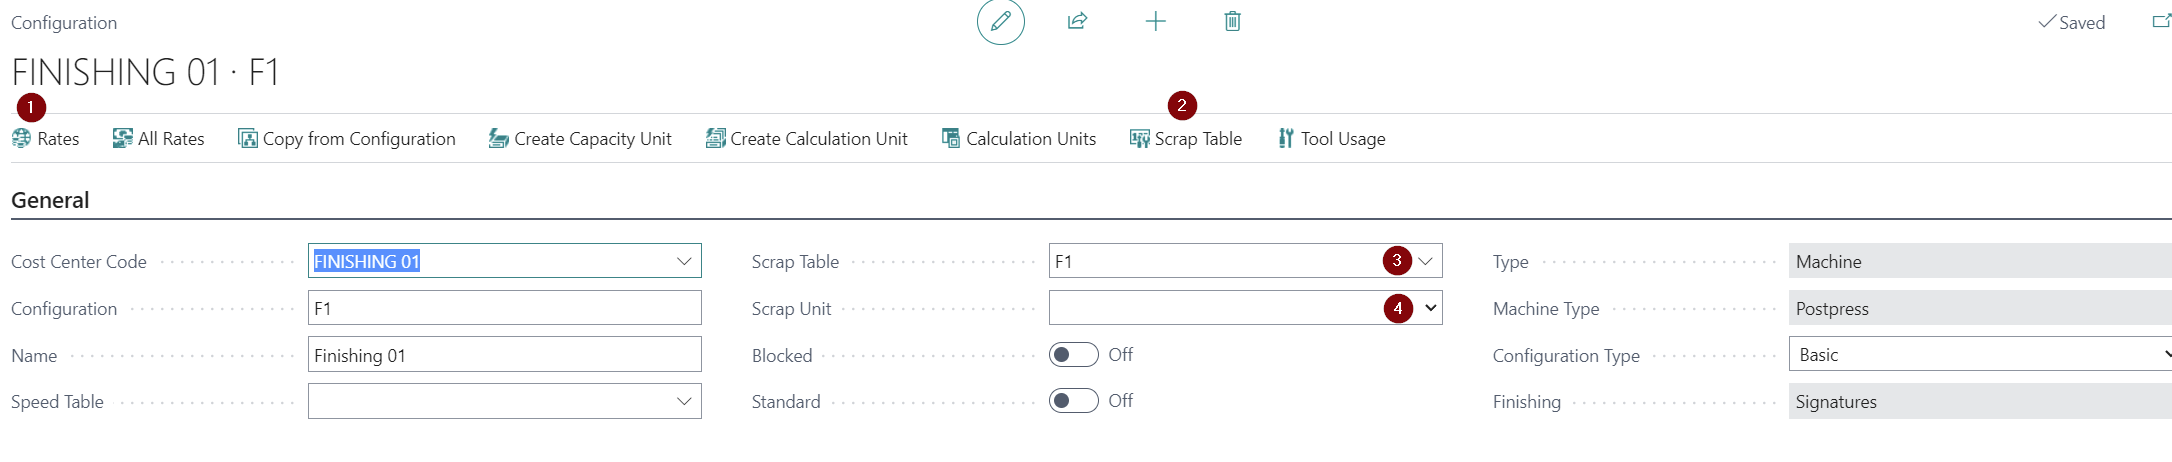 Configuration
Saved
FINISHING 01 · F1
1
2
Rates All Rates Copy from Configuration Create Capacity Unit Create Calculation Unit Calculation Units Scrap Table Tool Usage
General
Cost Center Code FINISHING 01 Scrap Table F1 3 Type Machine
Configuration F1 Scrap Unit 4 Machine Type Postpress
Name Finishing 01 Blocked Off Configuration Type Basic
Speed Table Standard Off Finishing Signatures